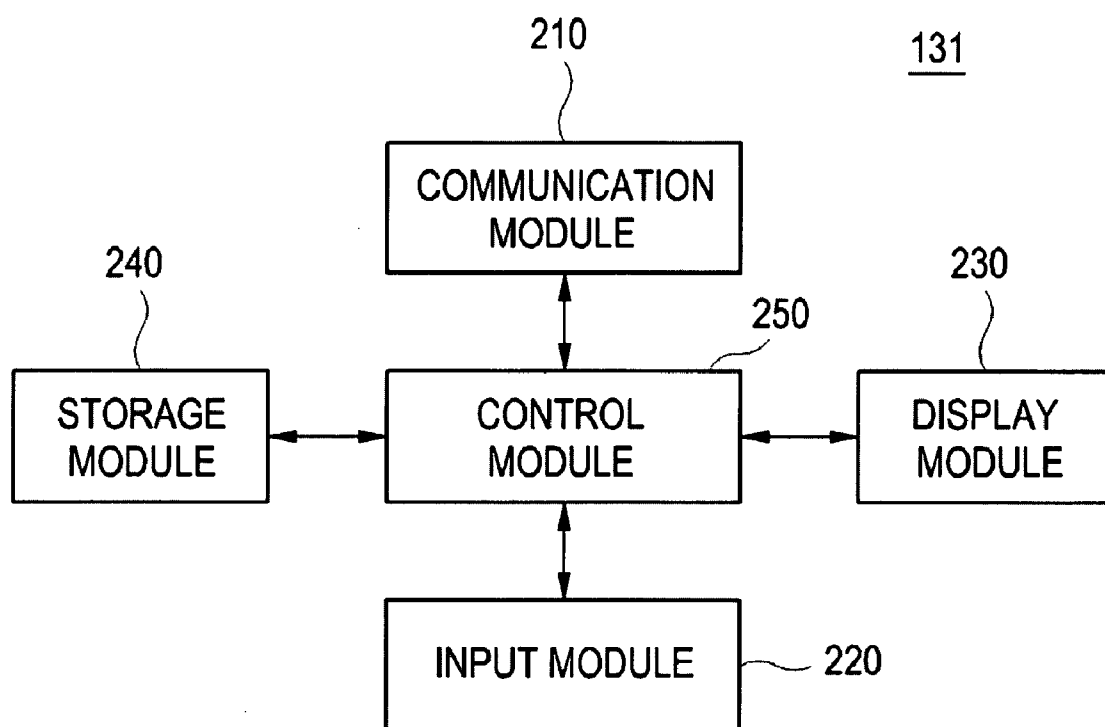 210
131
COMMUNICATION
MODULE
240
230
250
STORAGE
MODULE
CONTROL
MODULE
DISPLAY
MODULE
INPUT MODULE
220